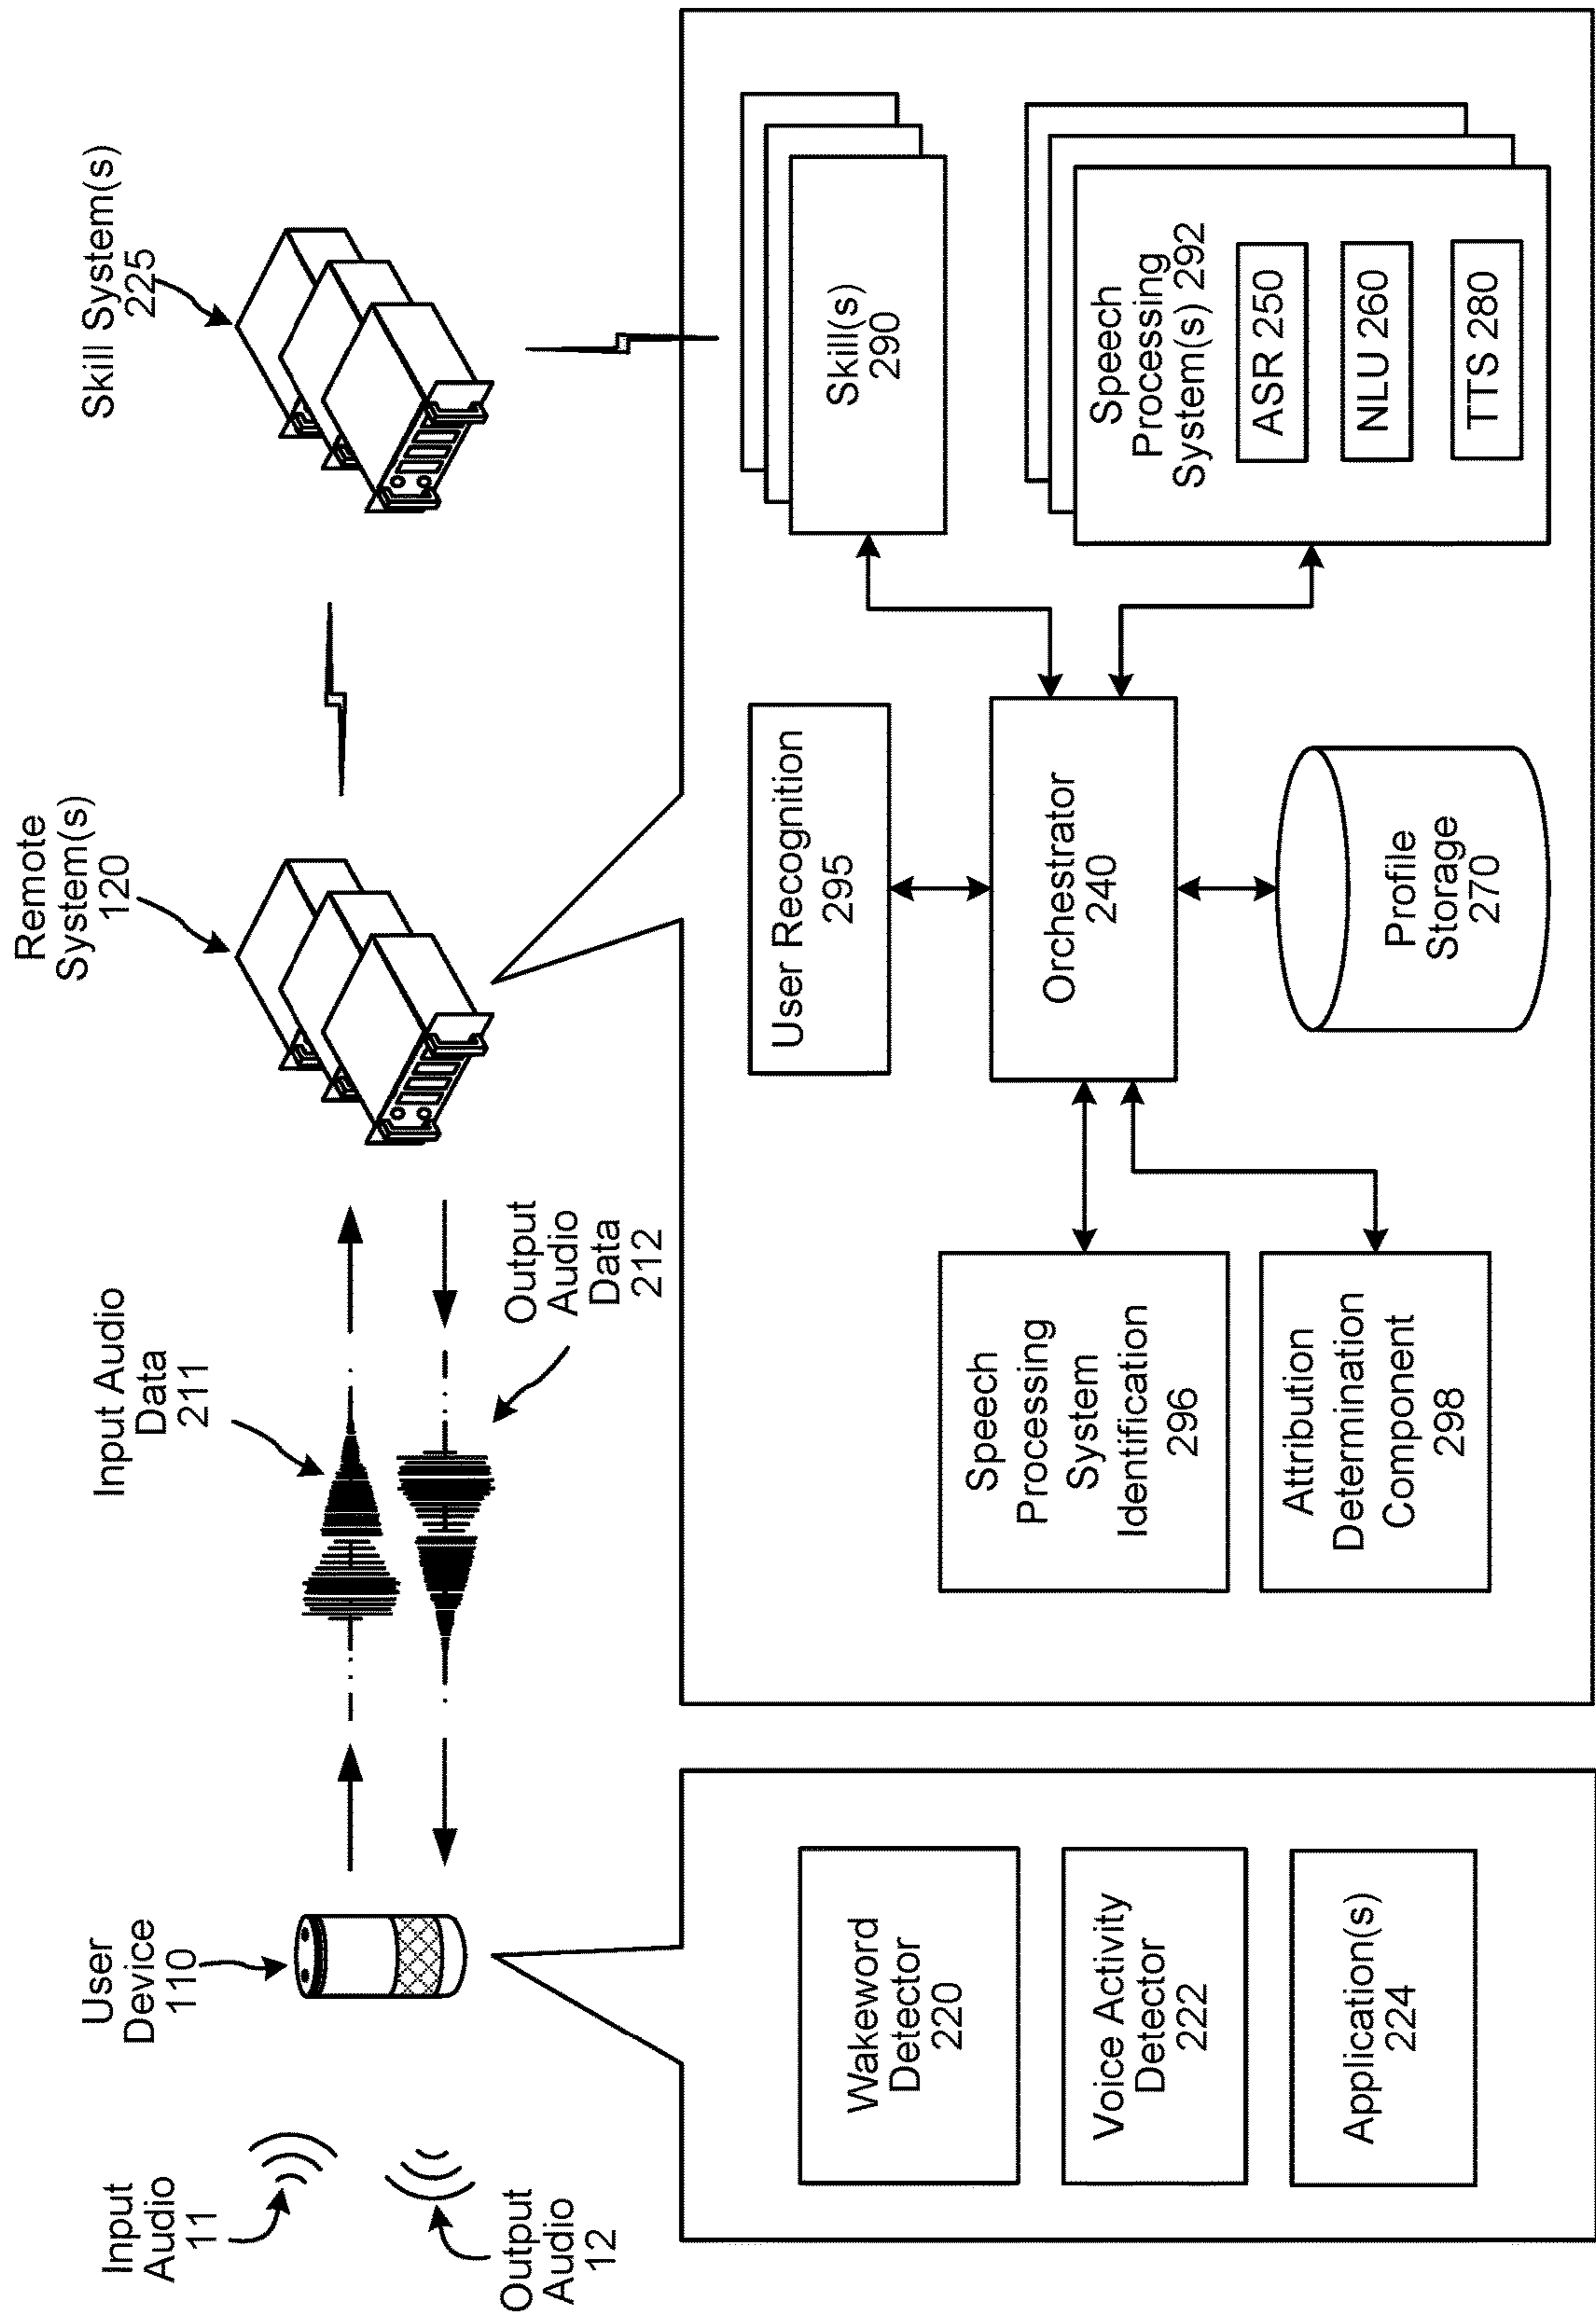 Input
Audio
11
Output
Audio
12
User
Device
110
Input Audio
Data
211
Output
Audio
Data
212
Remote
System(s)
120
Skill System(s)
225
Wakeword
Detector
220
Voice Activity
Detector
222
Application(s)
224
Speech
Processing
System
Identification
296
Attribution
Determination
Component
298
User Recognition
295
Orchestrator
240
Profile
Storage
270
Skill(s)
290
Speech
Processing
System(s) 292
ASR 250
NLU 260
TTS 280